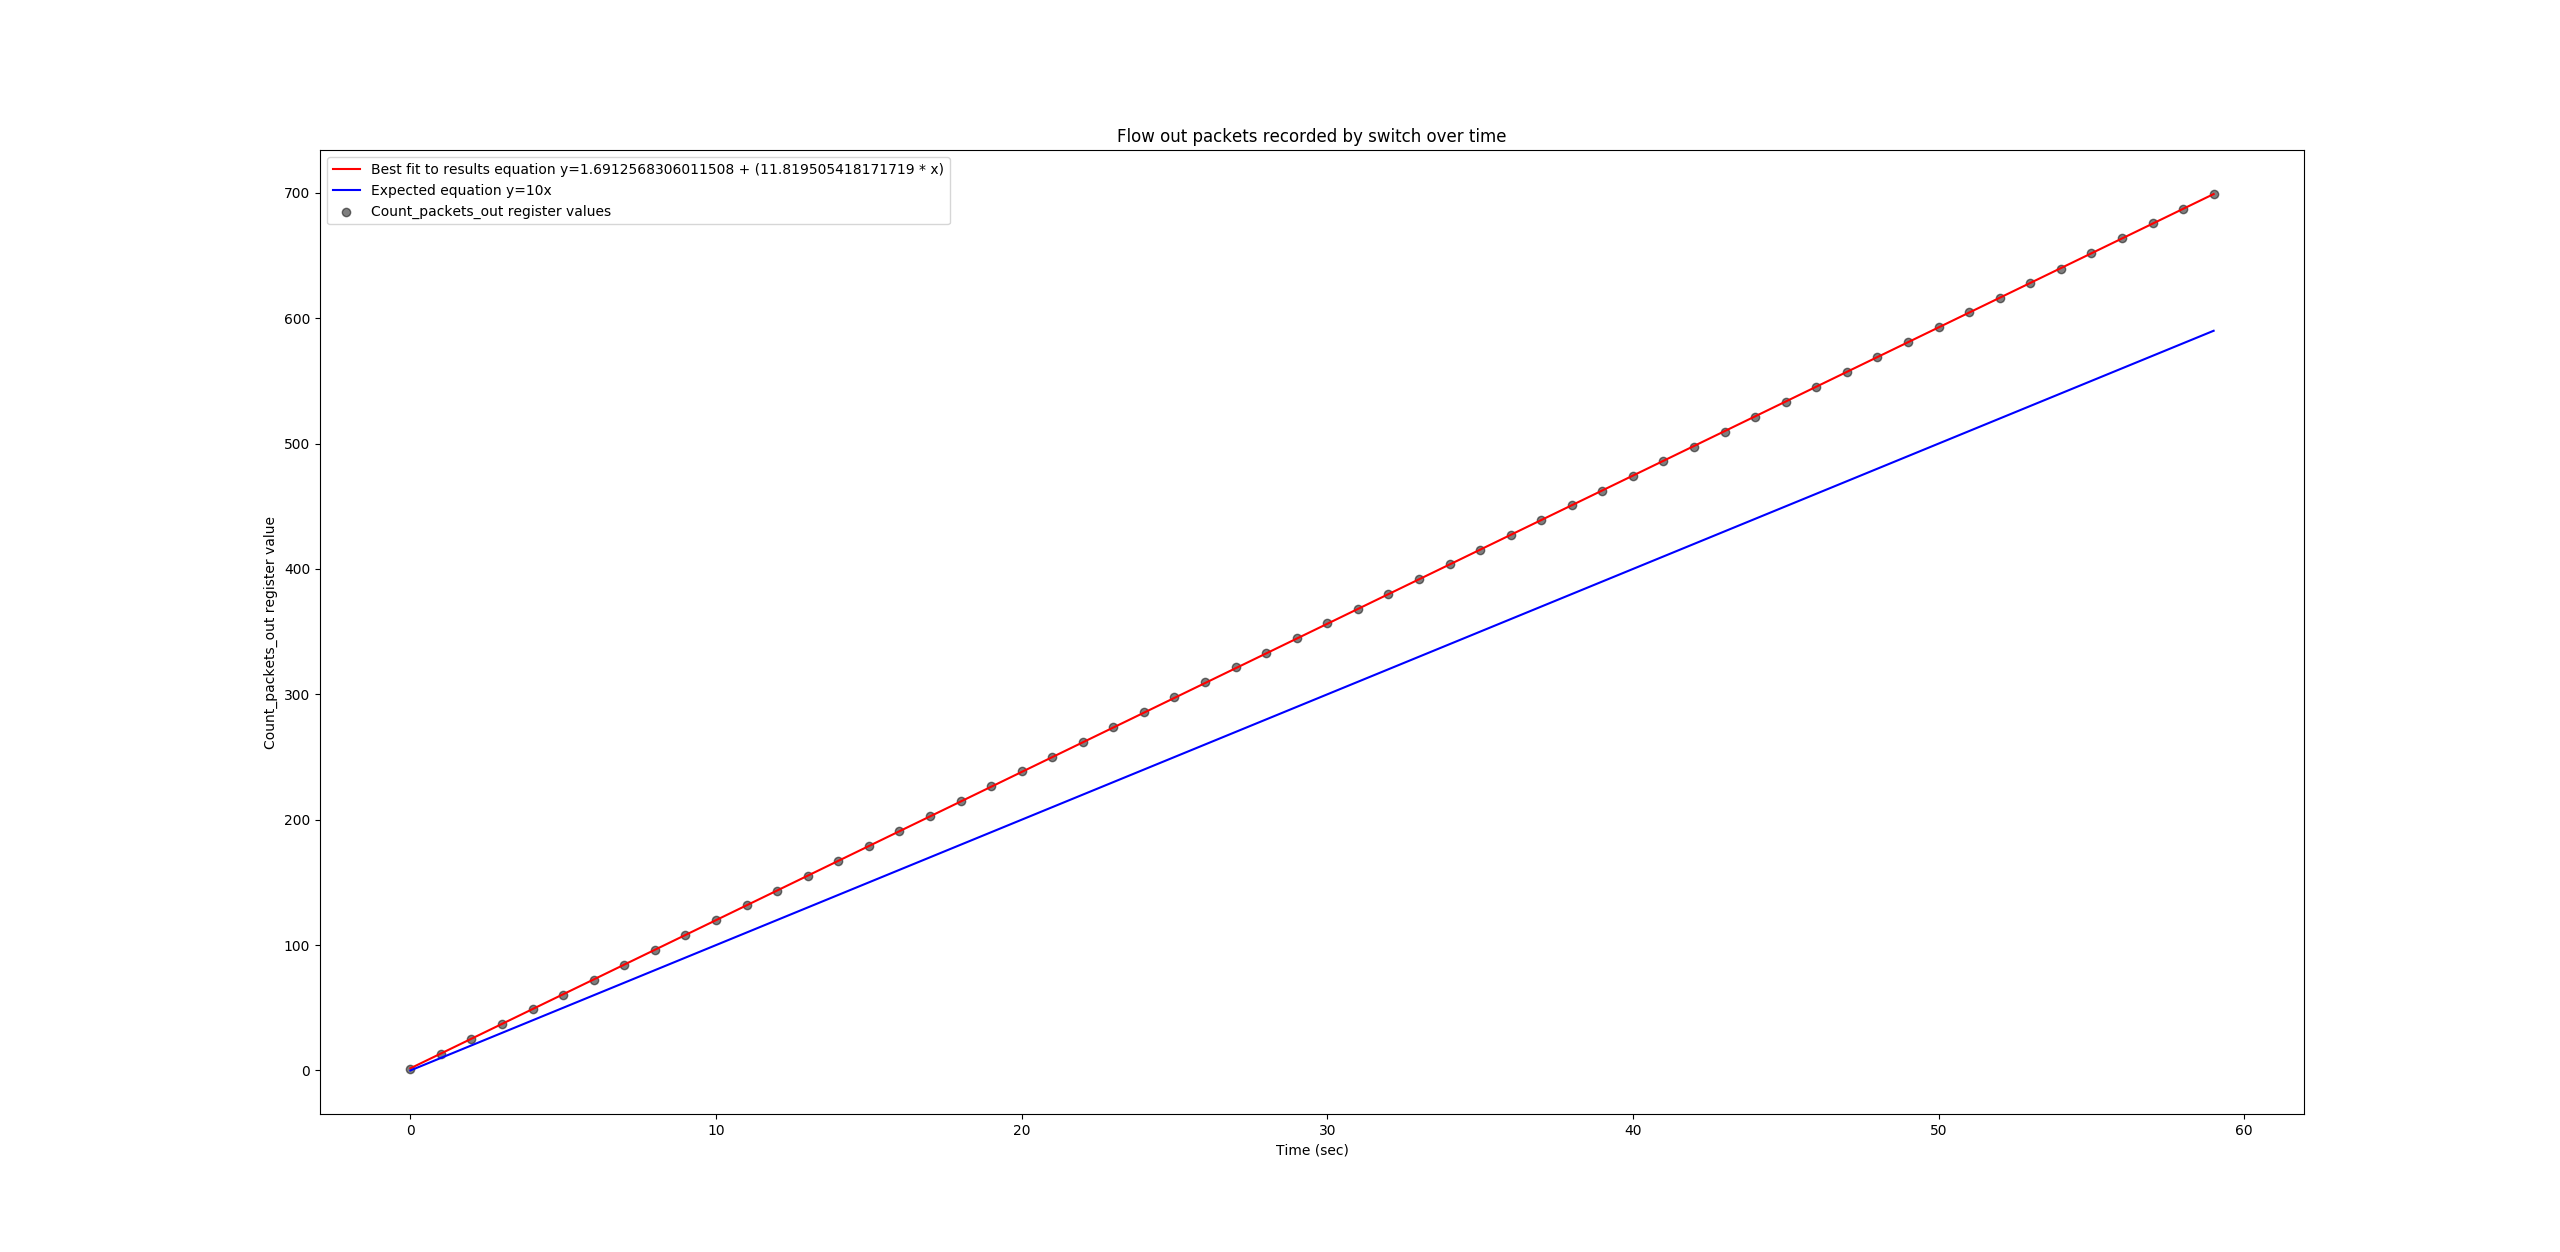 Flow out packets recorded by switch over time
Best fit to results equation y=1.6912568306011508 + (11.819505418171719 * x)
Expected equation y=10x
Count_packets_out register values
Count_packets_out register value
700
600
500
400
300
200
100
0
0 10 20 30 40 50 60
Time (sec)